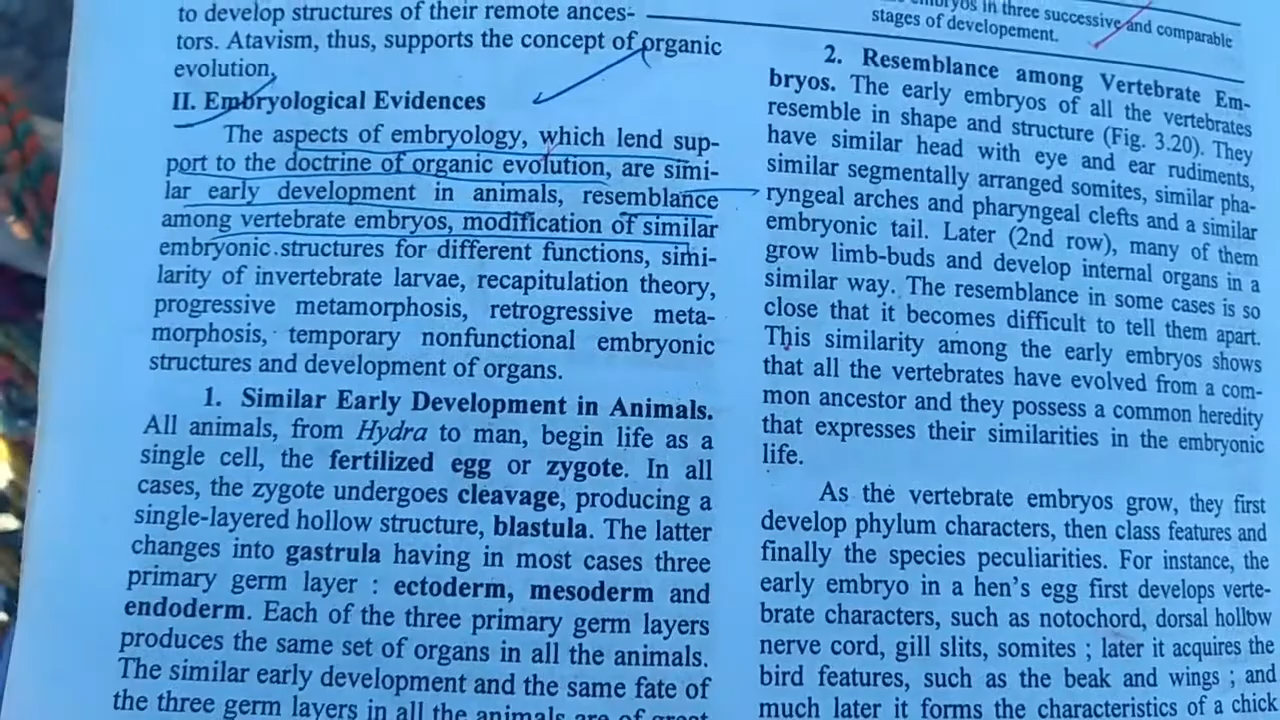 to develop structures of their remote ances-
tors. Atavism, thus, supports the concept of organic
evolution,
II. Embryological Evidences
The aspects of embryology, which lend sup-
port to the doctrine of organic evolution, are simi-
lar early development in animals, resemblance
among vertebrate embryos, modification of similar
embryonic structures for different functions, simi-
larity of invertebrate larvae, recapitulation theory,
progressive metamorphosis, retrogressive meta-
morphosis, temporary nonfunctional embryonic
structures and development of organs.
1. Similar Early Development in Animals.
All animals, from Hydra to man, begin life as a
single cell, the fertilized egg or zygote. In all
cases, the zygote undergoes cleavage, producing a
single-layered hollow structure, blastula. The latter
changes into gastrula having in most cases three
primary germ layer : ectoderm, mesoderm and
endoderm. Each of the three primary germ layers
produces the same set of organs in all the animals.
The similar early development and the same fate of
the three germ layers in all the animals are of great
embryos in three successive and comparable
stages of developement.
2. Resemblance among Vertebrate Em-
bryos. The early embryos of all the vertebrates
resemble in shape and structure (Fig. 3.20). They
have similar head with eye and ear rudiments,
similar segmentally arranged somites, similar pha-
ryngeal arches and pharyngeal clefts and a similar
embryonic tail. Later (2nd row), many of them
grow limb-buds and develop internal organs in a
similar way. The resemblance in some cases is so
close that it becomes difficult to tell them apart.
This similarity among the early embryos shows
that all the vertebrates have evolved from a com-
mon ancestor and they possess a common heredity
that expresses their similarities in the embryonic
life.
As the vertebrate embryos grow, they first
develop phylum characters, then class features and
finally the species peculiarities. For instance, the
early embryo in a hen's egg first develops verte-
brate characters, such as notochord, dorsal hollow
nerve cord, gill slits, somites ; later it acquires the
bird features, such as the beak and wings ; and
much later it forms the characteristics of a chick